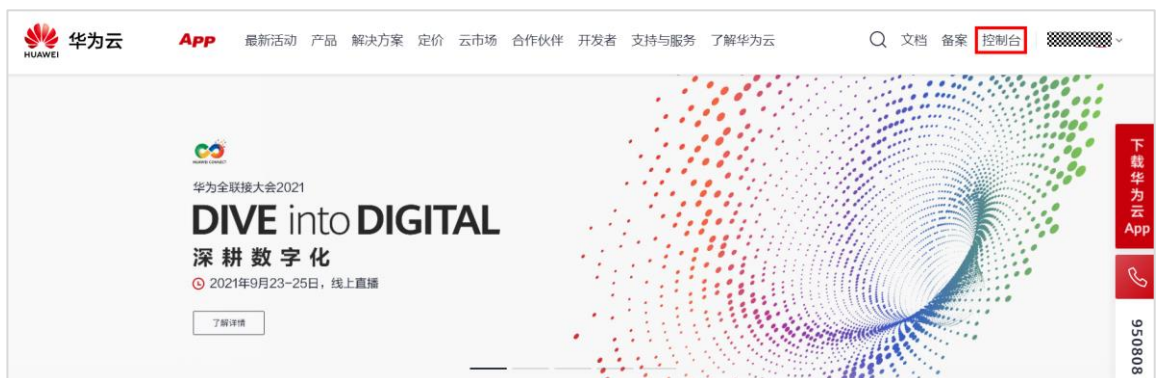 HUAWEI 华为云 App 最新活动 产品 解决方案 定价 云市场 合作伙伴 开发者 支持与服务 了解华为云 文档 备案 控制台
HUAWEI CONNECT
华为全联接大会2021
DIVE into DIGITAL
深耕数字化
2021年9月23-25日，线上直播
了解详情
下载华为云App
950808